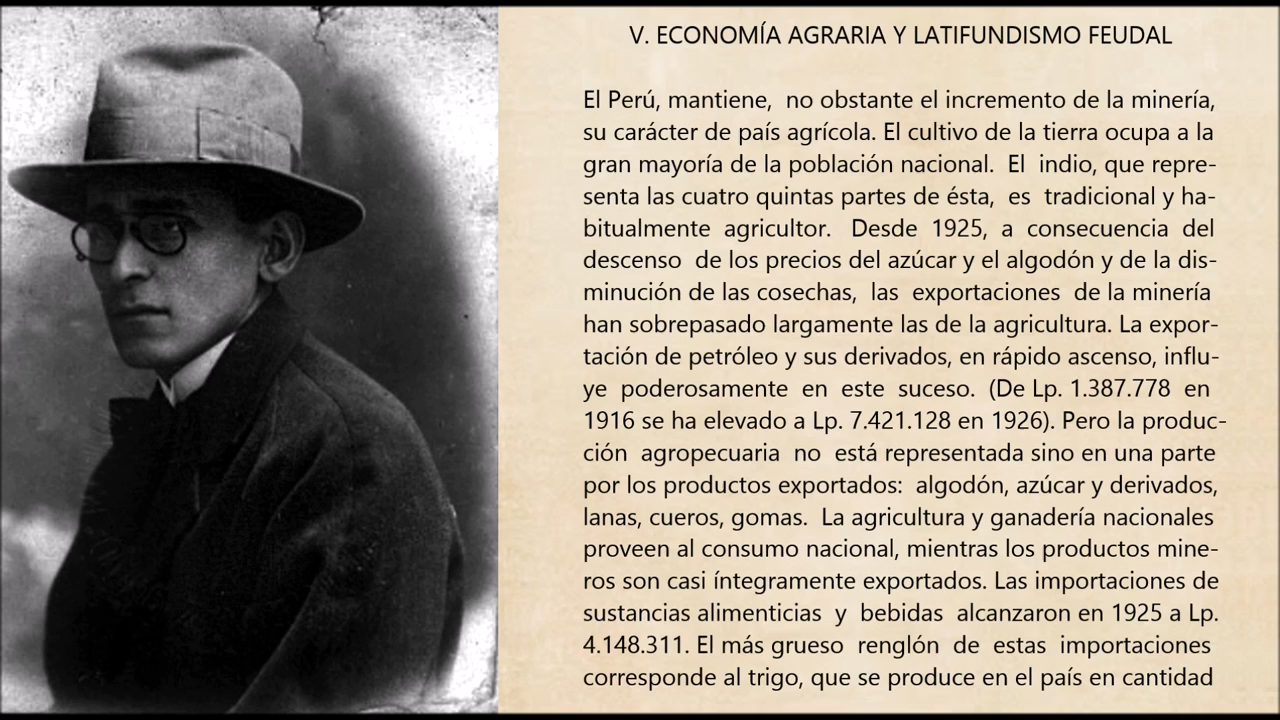 V. ECONOMÍA AGRARIA Y LATIFUNDISMO FEUDAL
El Perú, mantiene, no obstante el incremento de la minería,
su carácter de país agrícola. El cultivo de la tierra ocupa a la
gran mayoría de la población nacional. El indio, que repre-
senta las cuatro quintas partes de ésta, es tradicional y ha-
bitualmente agricultor. Desde 1925, a consecuencia del
descenso de los precios del azúcar y el algodón y de la dis-
minución de las cosechas, las exportaciones de la minería
han sobrepasado largamente las de la agricultura. La expor-
tación de petróleo y sus derivados, en rápido ascenso, influ-
ye poderosamente en este suceso. (De Lp. 1.387.778 en
1916 se ha elevado a Lp. 7.421.128 en 1926). Pero la produc-
ción agropecuaria no está representada sino en una parte
por los productos exportados: algodón, azúcar y derivados,
lanas, cueros, gomas. La agricultura y ganadería nacionales
proveen al consumo nacional, mientras los productos mine-
ros son casi íntegramente exportados. Las importaciones de
sustancias alimenticias y bebidas alcanzaron en 1925 a Lp.
4.148.311. El más grueso renglón de estas importaciones
corresponde al trigo, que se produce en el país en cantidad